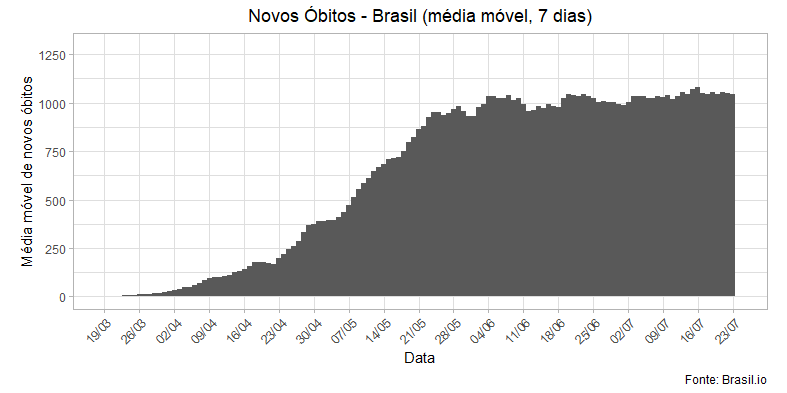 Novos Óbitos - Brasil (média móvel, 7 dias)
Média móvel de novos óbitos
1250
1000
750
500
250
0
19/03 26/03 02/04 09/04 16/04 23/04 30/04 07/05 14/05 21/05 28/05 04/06 11/06 18/06 25/06 02/07 09/07 16/07 23/07
Data
Fonte: Brasil.io